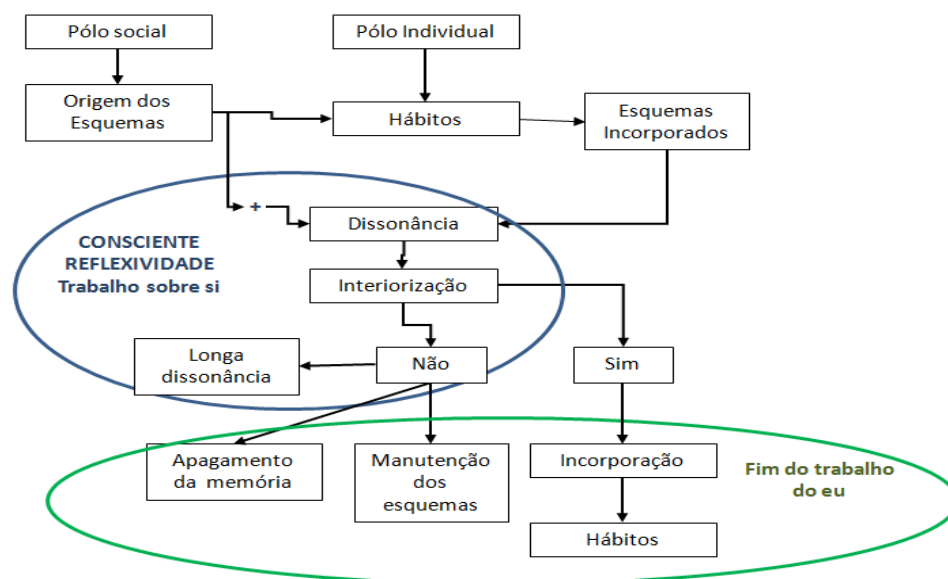 Pólo social
Pólo Individual
Origem dos
Esquemas
Hábitos
Esquemas
Incorporados
+
Dissonância
CONSCIENTE
REFLEXIVIDADE
Trabalho sobre si
Interiorização
Longa
dissonância
Não
Sim
Apagamento
da memória
Manutenção
dos
esquemas
Incorporação
Fim do trabalho
do eu
Hábitos